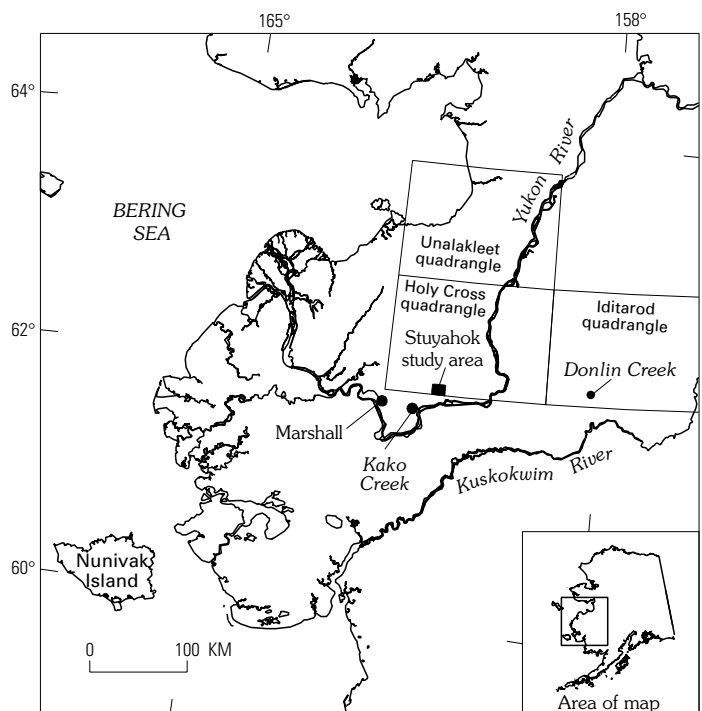 165°
158°
64°
Yukon River
BERING
SEA
Unalakleet
quadrangle
Holy Cross
quadrangle
Iditarod
quadrangle
62°
Stuyahok
study area
Donlin Creek
Marshall
Kako
Creek
Kuskokwim River
60°
Nunivak
Island
0 100 KM
Area of map